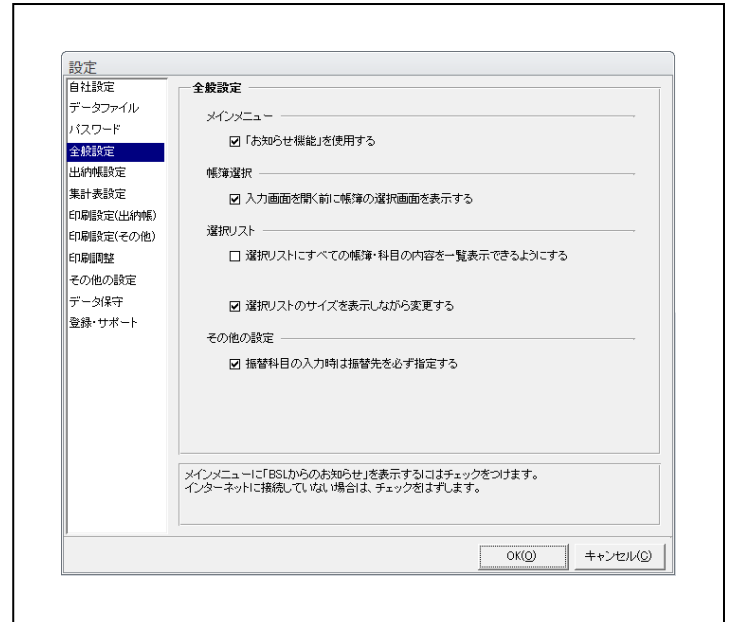 設定
自社設定
データファイル
パスワード
全般設定
出納帳設定
集計表設定
印刷設定(出納帳)
印刷設定(その他)
印刷調整
その他の設定
データ保守
登録・サポート
全般設定
メインメニュー
「お知らせ機能」を使用する
帳簿選択
入力画面を開く前に帳簿の選択画面を表示する
選択リスト
選択リストにすべての帳簿・科目の内容を一覧表示できるようにする
選択リストのサイズを表示しながら変更する
その他の設定
振替科目の入力時は振替先を必ず指定する
メインメニューに「BSLからのお知らせ」を表示するにはチェックをつけます。
インターネットに接続していない場合は、チェックをはずします。
OK(O)
キャンセル(C)